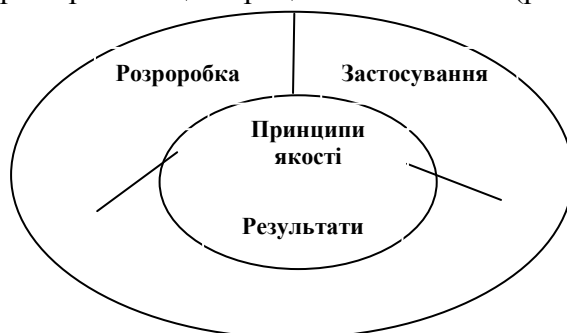 Розроробка
Застосування
Принципи
якості
Результати